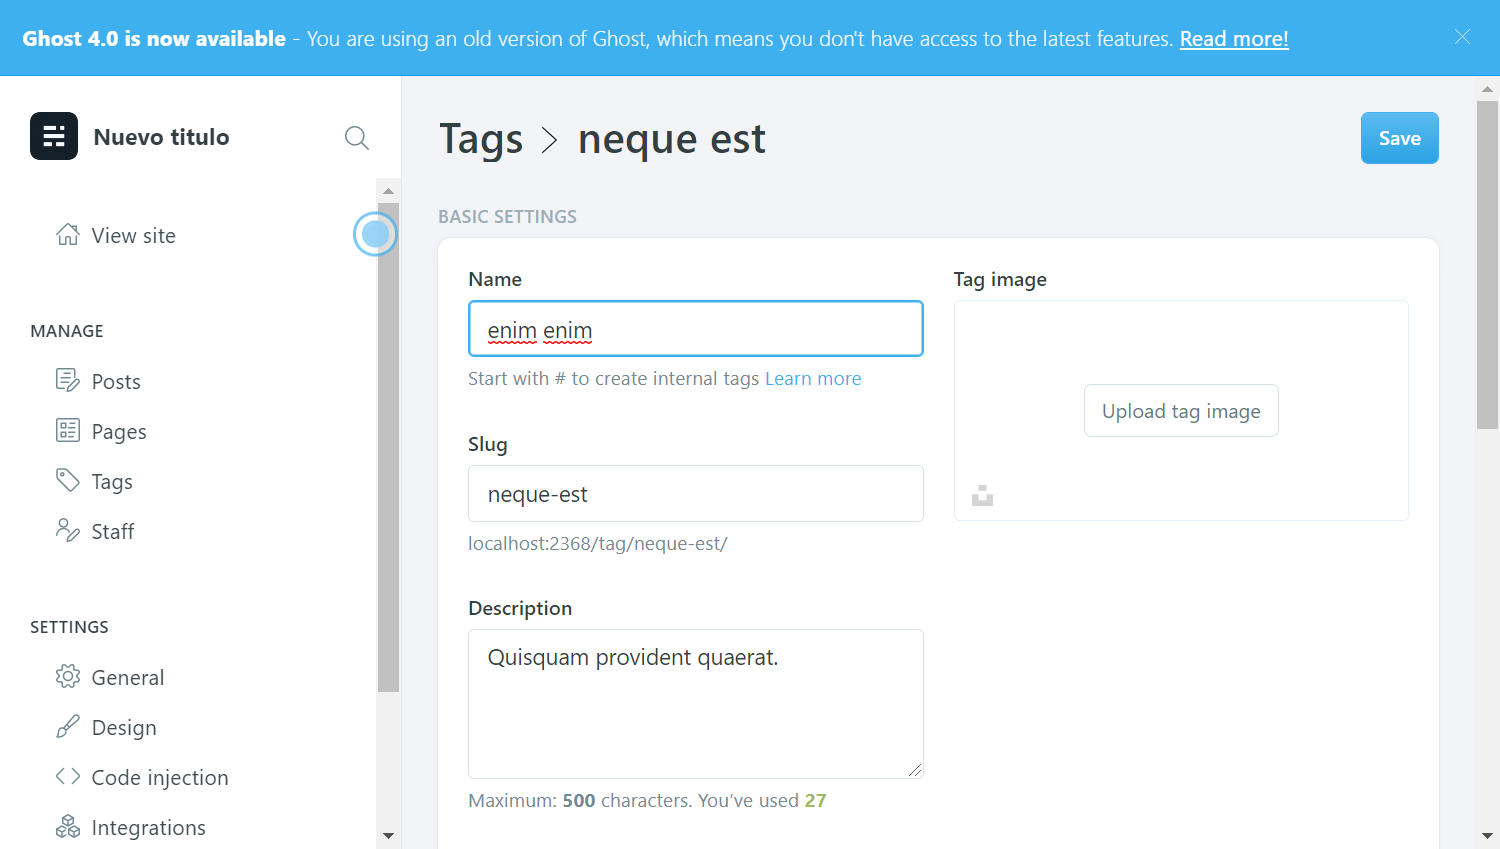 Ghost 4.0 is now available - You are using an old version of Ghost, which means you don't have access to the latest features. Read more!
Nuevo titulo
View site
MANAGE
Posts
Pages
Tags
Staff
SETTINGS
General
Design
Code injection
Integrations
Tags > neque est
Save
BASIC SETTINGS
Name
enim enim
Start with # to create internal tags Learn more
Slug
neque-est
localhost:2368/tag/neque-est/
Description
Quisquam provident quaerat.
Maximum: 500 characters. You’ve used 27
Tag image
Upload tag image